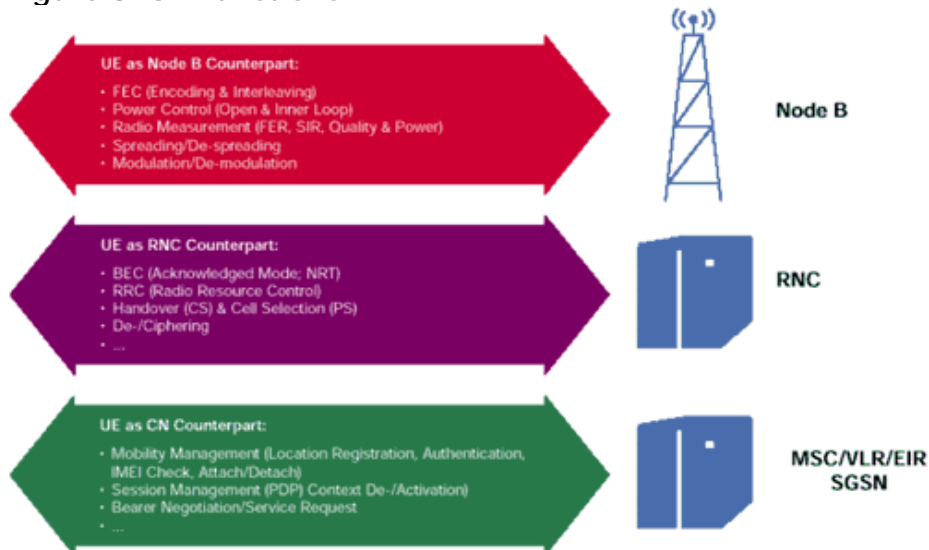 UE as Node B Counterpart:
• FEC (Encoding & Interleaving)
• Power Control (Open & Inner Loop)
• Radio Measurement (FER, SIR, Quality & Power)
• Spreading/De-spreading
• Modulation/De-modulation
Node B
UE as RNC Counterpart:
• BEC (Acknowledged Mode; NRT)
• RRC (Radio Resource Control)
• Handover (CS) & Cell Selection (PS)
• De-/Ciphering
• ...
RNC
UE as CN Counterpart:
• Mobility Management (Location Registration, Authentication,
IMEI Check, Attach/Detach)
• Session Management (PDP) Context De-/Activation)
• Bearer Negotiation/Service Request
• ...
MSC/VLR/EIR
SGSN